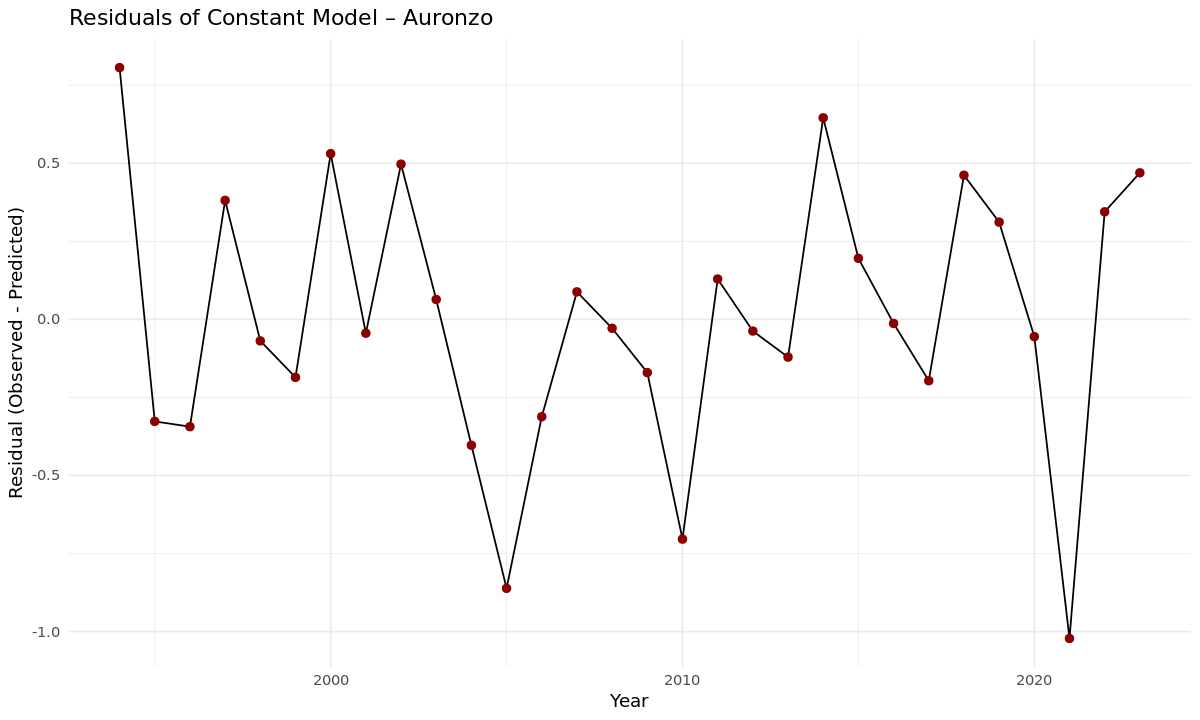 Residuals of Constant Model – Auronzo
Residual (Observed - Predicted)
0.5
0.0
-0.5
-1.0
2000
2010
2020
Year